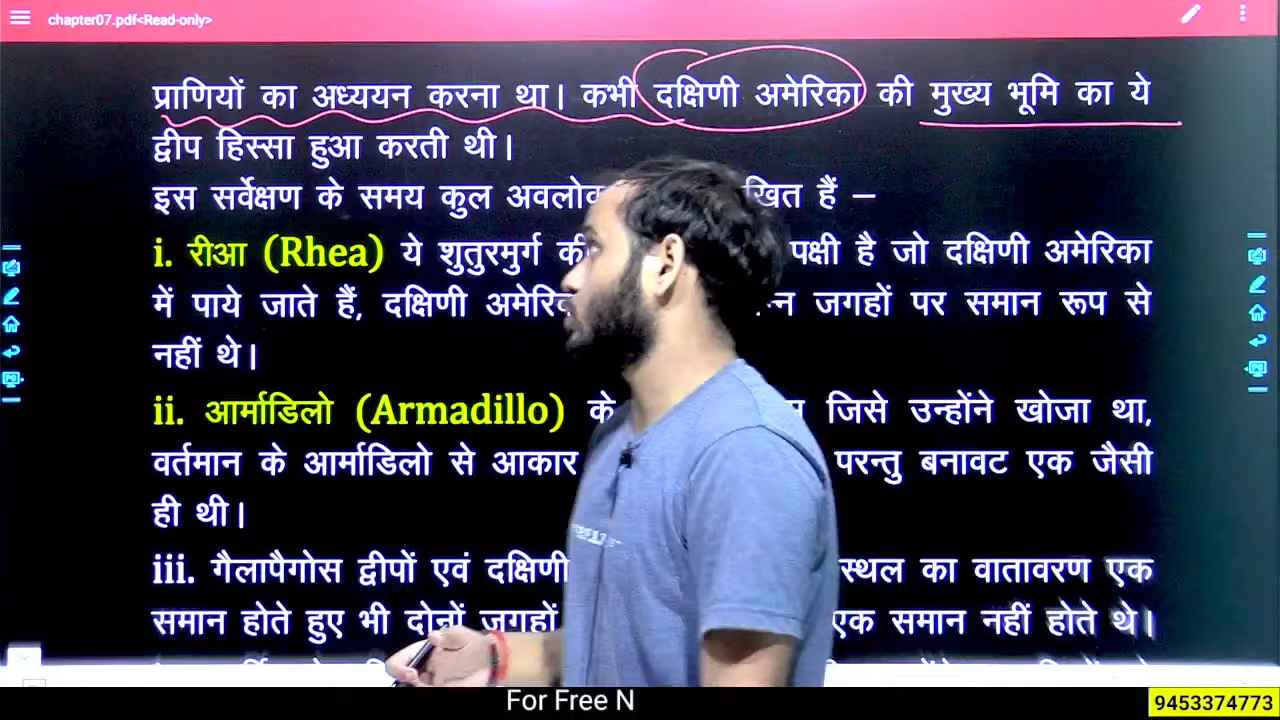 chapter07.pdf<Read-only>
प्राणियों का अध्ययन करना था। कभी दक्षिणी अमेरिका की मुख्य भूमि का ये
द्वीप हिस्सा हुआ करती थी।
इस सर्वेक्षण के समय कुल हैं –
i. रीआ (Rhea) ये शुतुरमुर्ग पक्षी है जो दक्षिणी अमेरिका
में पाये जाते हैं, दक्षिणी जगहों पर समान रूप से
नहीं थे।
ii. आर्माडिलो (Armadillo) के जिसे उन्होंने खोजा था,
वर्तमान के आर्माडिलो से आकार परन्तु बनावट एक जैसी
ही थी।
iii. गैलापैगोस द्वीपों एवं दक्षिणी स्थल का वातावरण एक
समान होते हुए भी दोनों जगहों एक समान नहीं होते थे।
For Free N
9453374773